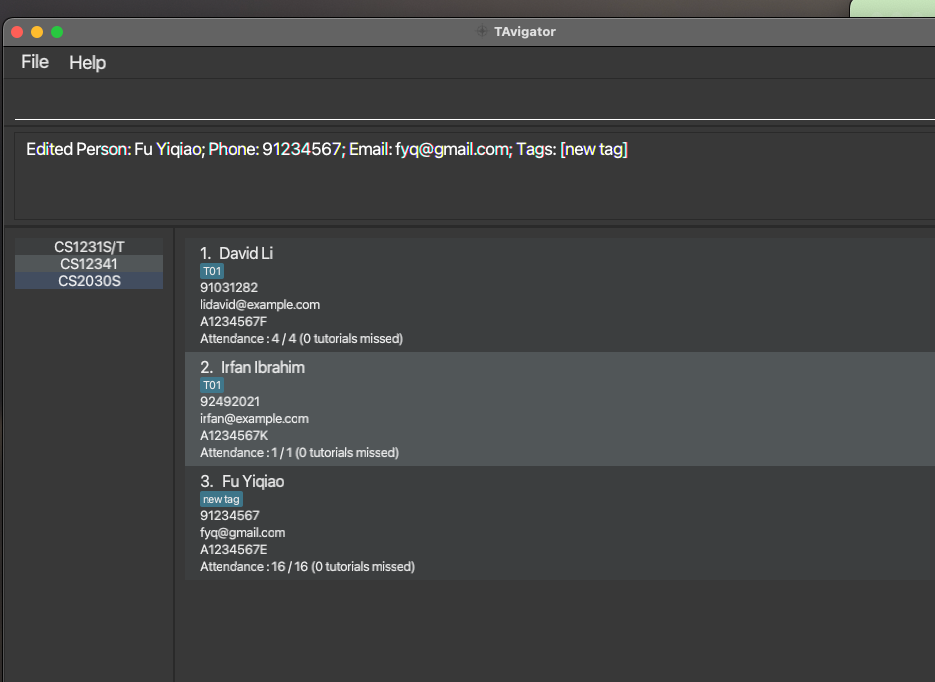 TAvigator
File Help
Edited Person: Fu Yiqiao; Phone: 91234567; Email: fyq@gmail.com; Tags: [new tag]
CS1231S/T
CS12341
CS2030S
1. David Li
T01
91031282
lidavid@example.com
A1234567F
Attendance : 4 / 4 (0 tutorials missed)
2. Irfan Ibrahim
T01
92492021
irfan@example.com
A1234567K
Attendance : 1 / 1 (0 tutorials missed)
3. Fu Yiqiao
new tag
91234567
fyq@gmail.com
A1234567E
Attendance : 16 / 16 (0 tutorials missed)